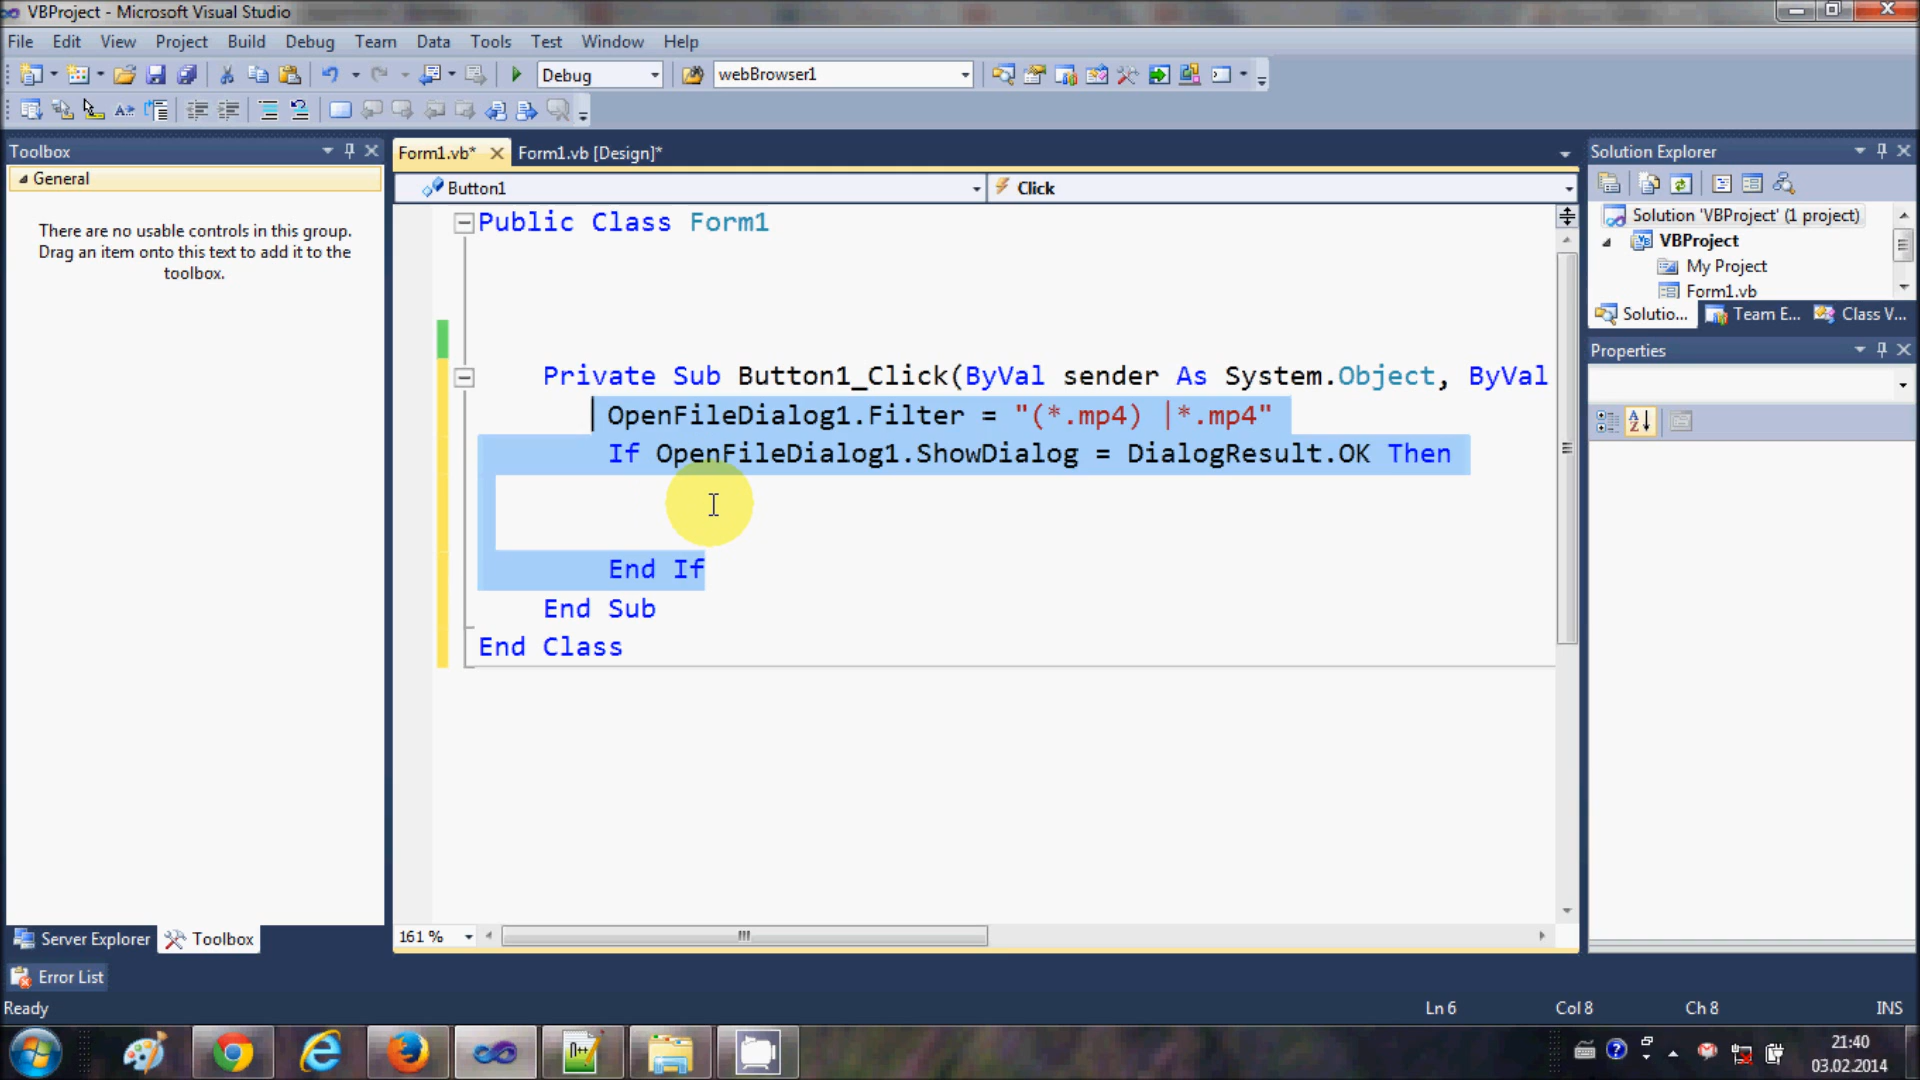 VBProject - Microsoft Visual Studio
File Edit View Project Build Debug Team Data Tools Test Window Help
Debug webBrowser1
Toolbox
General
There are no usable controls in this group.
Drag an item onto this text to add it to the
toolbox.
Server Explorer Toolbox
Form1.vb* Form1.vb [Design]*
Button1 Click
Public Class Form1
Private Sub Button1_Click(ByVal sender As System.Object, ByVal
OpenFileDialog1.Filter = "(*.mp4) |*.mp4"
If OpenFileDialog1.ShowDialog = DialogResult.OK Then
End If
End Sub
End Class
161 %
Solution Explorer
Solution 'VBProject' (1 project)
VBProject
My Project
Form1.vb
Solutio... Team E... Class V...
Properties
Error List
Ready Ln 6 Col 8 Ch 8 INS
21:40
03.02.2014